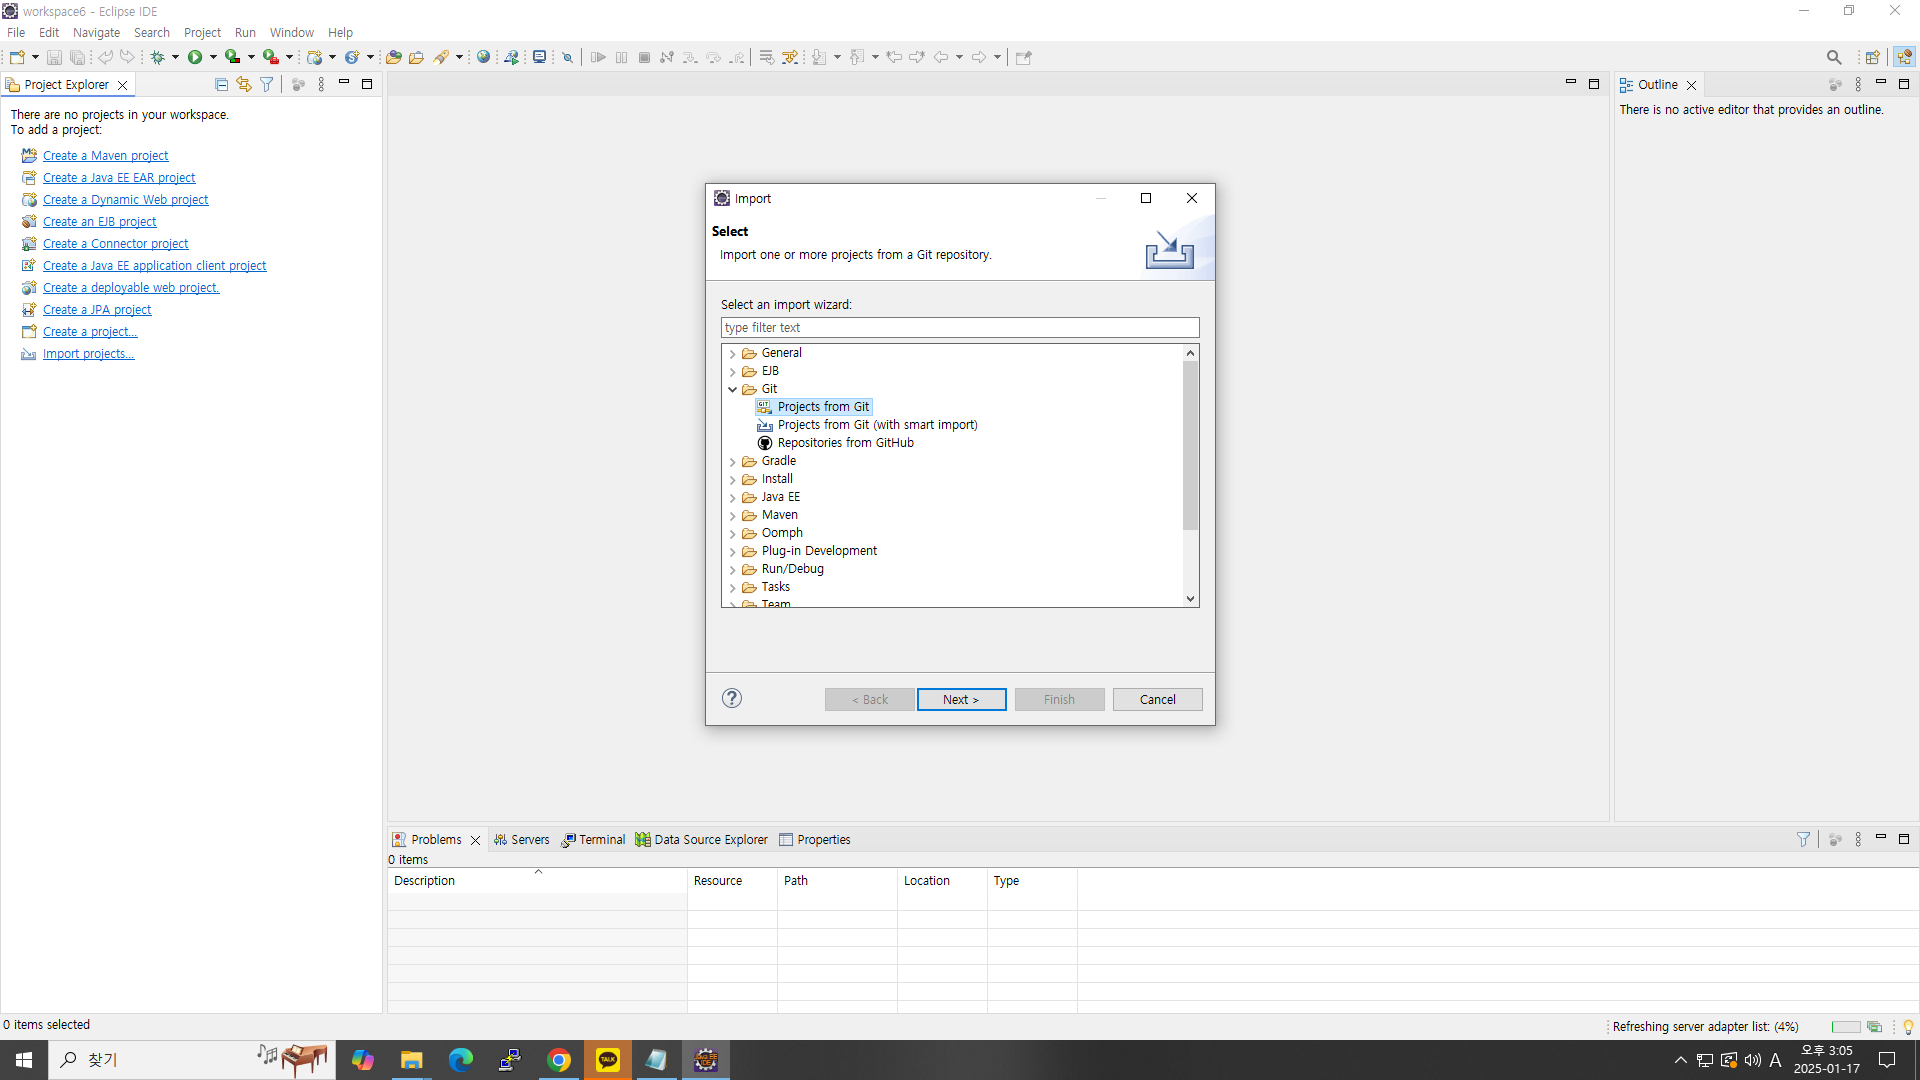 workspace6 - Eclipse IDE
File Edit Navigate Search Project Run Window Help
Project Explorer
There are no projects in your workspace.
To add a project:
Create a Maven project
Create a Java EE EAR project
Create a Dynamic Web project
Create an EJB project
Create a Connector project
Create a Java EE application client project
Create a deployable web project.
Create a JPA project
Create a project...
Import projects...
Import
Select
Import one or more projects from a Git repository.
Select an import wizard:
type filter text
General
EJB
Git
GIT Projects from Git
Projects from Git (with smart import)
Repositories from GitHub
Gradle
Install
Java EE
Maven
Oomph
Plug-in Development
Run/Debug
Tasks
Team
< Back Next > Finish Cancel
Outline
There is no active editor that provides an outline.
Problems Servers Terminal Data Source Explorer Properties
0 items
Description Resource Path Location Type
0 items selected
Refreshing server adapter list: (4%)
찾기
TALK
A
오후 3:05
2025-01-17